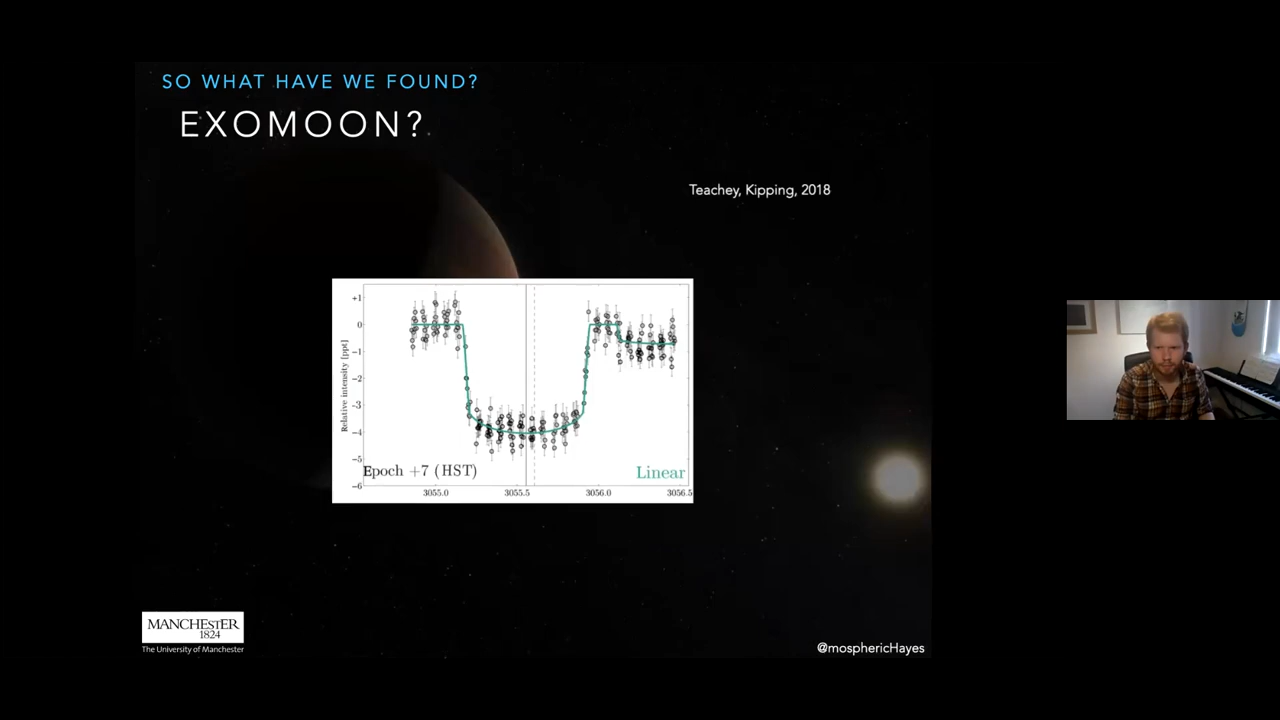 SO WHAT HAVE WE FOUND?
EXOMOON?
Teachey, Kipping, 2018
+1
0
−1
−2
−3
−4
−5
−6
Relative intensity [ppt]
Epoch +7 (HST)
Linear
3055.0
3055.5
3056.0
3056.5
MANCHESTER
1824
The University of Manchester
@mosphericHayes